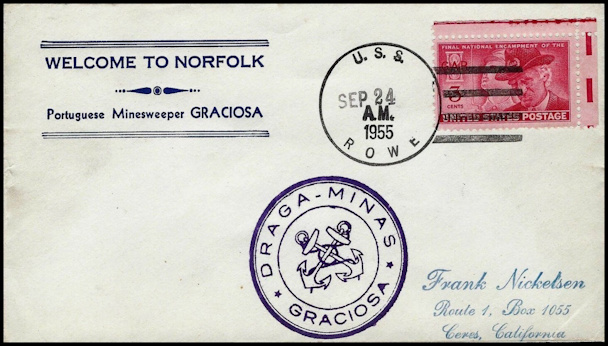 WELCOME TO NORFOLK
Portuguese Minesweeper GRACIOSA
U.S.S.
SEP 24
A.M.
1955
ROWE
FINAL NATIONAL ENCAMPMENT OF THE
3
CENTS
UNITED STATES
POSTAGE
DRAGA-MINAS
GRACIOSA
Frank Nickelsen
Route 1, Box 1055
Ceres, California